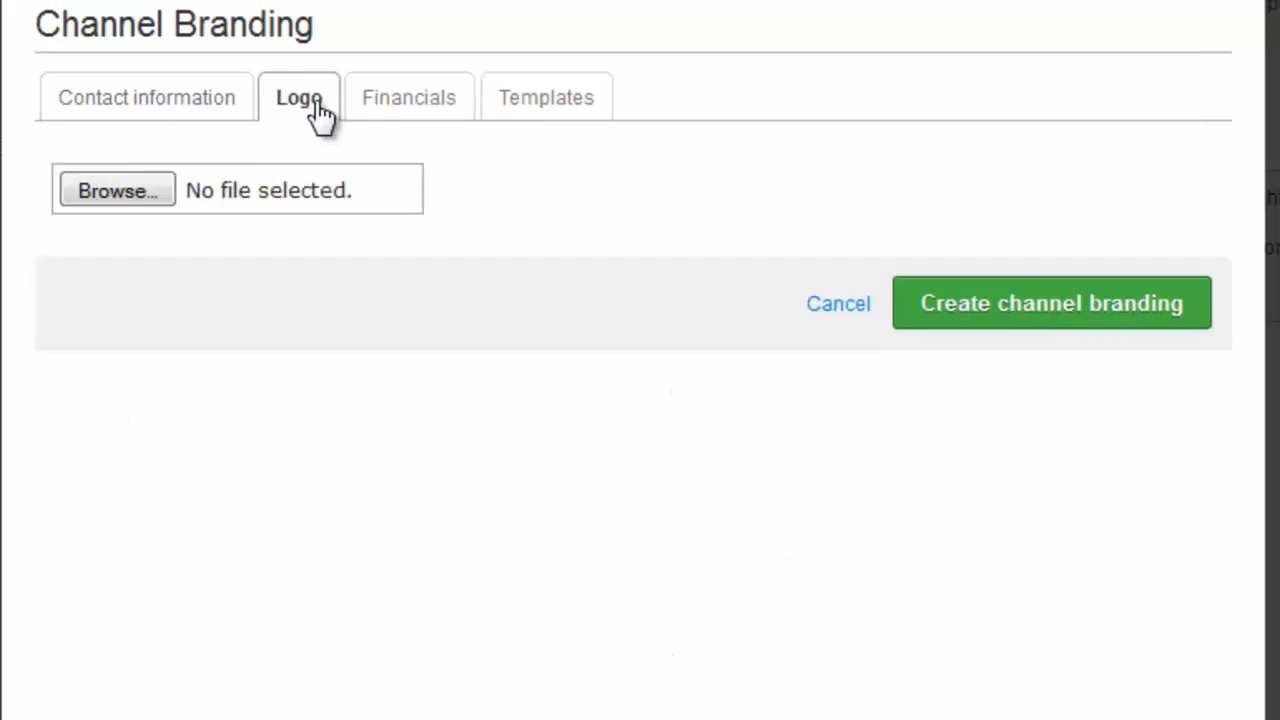 Channel Branding
Contact information Logo Financials Templates
Browse... No file selected.
Cancel Create channel branding